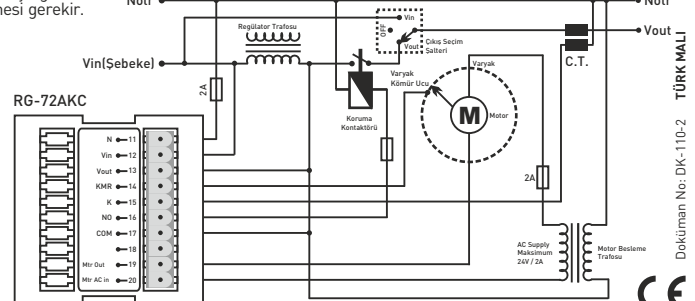 mesi gerekir.
Nötr
Nötr
Vin
OFF
Vout
Çıkış Seçim
Şalteri
Regülatör Trafosu
Vout
Vin(Şebeke)
C.T.
Varyak
Kömür Ucu
Varyak
2A
RG-72AKC
Koruma
Kontaktörü
M
Motor
N 11
Vin 12
Vout 13
KMR 14
K 15
NO 16
COM 17
18
Mtr Out 19
Mtr AC in 20
2A
AC Supply
Maksimum
24V / 2A
Motor Besleme
Trafosu
Doküman No: DK-110-2
TÜRK MALI
CE